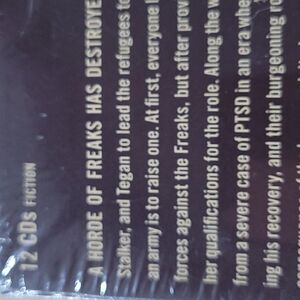 12 CDs FICTION
A HORDE OF FREAKS HAS DESTROYE
Stalker, and Tegan to lead the refugees to
an army is to raise one. At first, everyone
forces against the Freaks, but after prov
her qualifications for the role. Along the w
from a severe case of PTSD in an era whe
ing his recovery, and their burgeoning ro